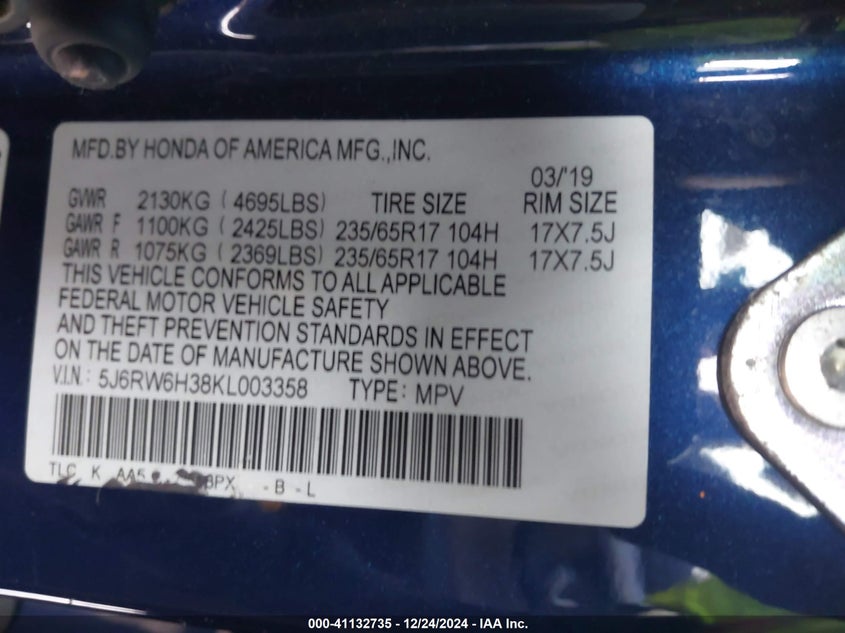 MFD.BY HONDA OF AMERICA MFG.,INC.
03/'19
GVWR 2130KG ( 4695LBS) TIRE SIZE RIM SIZE
GAWR F 1100KG ( 2425LBS) 235/65R17 104H 17X7.5J
GAWR R 1075KG ( 2369LBS) 235/65R17 104H 17X7.5J
THIS VEHICLE CONFORMS TO ALL APPLICABLE
FEDERAL MOTOR VEHICLE SAFETY
AND THEFT PREVENTION STANDARDS IN EFFECT
ON THE DATE OF MANUFACTURE SHOWN ABOVE.
V.I.N: 5J6RW6H38KL003358 TYPE: MPV
TLC K - B - L
000-41132735 - 12/24/2024 - IAA Inc.